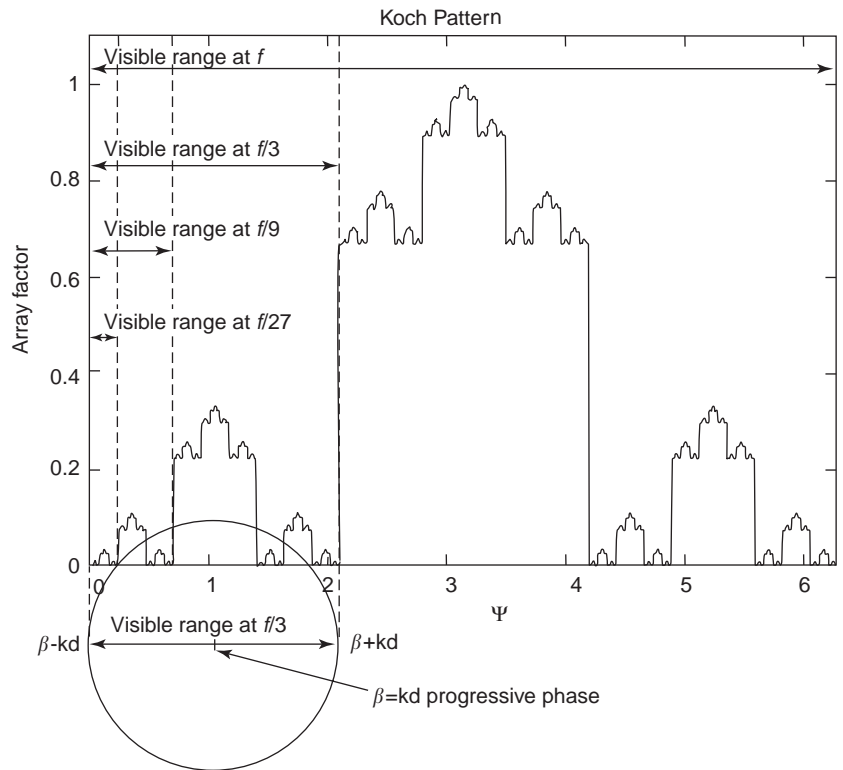 Koch Pattern
Visible range at f
1
Visible range at f/3
0.8
Visible range at f/9
0.6
Array factor
Visible range at f/27
0.4
0.2
0
0 1 2 3 4 5 6
Ψ
Visible range at f/3
β-kd
β+kd
β=kd progressive phase